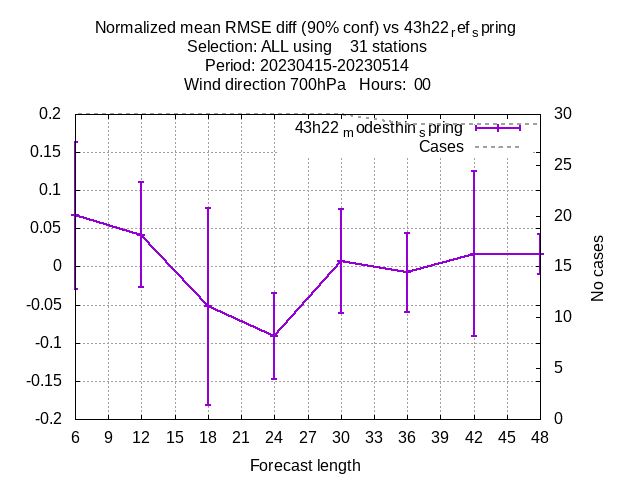 Normalized mean RMSE diff (90% conf) vs 43h22refspring
Selection: ALL using 31 stations
Period: 20230415-20230514
Wind direction 700hPa Hours: 00
43h22modesthinspring
Cases
0.2
0.15
0.1
0.05
0
-0.05
-0.1
-0.15
-0.2
30
25
20
15
10
5
0
No cases
6 9 12 15 18 21 24 27 30 33 36 39 42 45 48
Forecast length